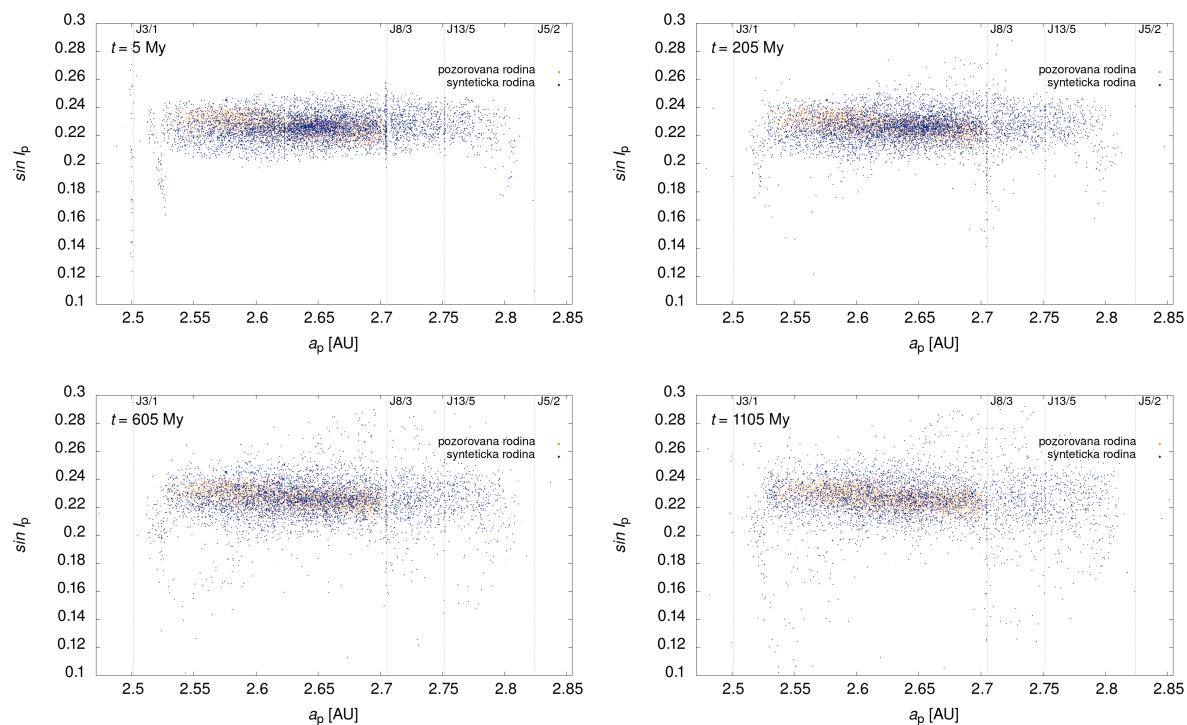 0.3
0.28
0.26
0.24
0.22
0.2
0.18
0.16
0.14
0.12
0.1
sin Ip
J3/1 J8/3 J13/5 J5/2
t = 5 My
pozorovana rodina
synteticka rodina
2.5 2.55 2.6 2.65 2.7 2.75 2.8 2.85
ap [AU]
0.3
0.28
0.26
0.24
0.22
0.2
0.18
0.16
0.14
0.12
0.1
sin Ip
J3/1 J8/3 J13/5 J5/2
t = 205 My
pozorovana rodina
synteticka rodina
2.5 2.55 2.6 2.65 2.7 2.75 2.8 2.85
ap [AU]
0.3
0.28
0.26
0.24
0.22
0.2
0.18
0.16
0.14
0.12
0.1
sin Ip
J3/1 J8/3 J13/5 J5/2
t = 605 My
pozorovana rodina
synteticka rodina
2.5 2.55 2.6 2.65 2.7 2.75 2.8 2.85
ap [AU]
0.3
0.28
0.26
0.24
0.22
0.2
0.18
0.16
0.14
0.12
0.1
sin Ip
J3/1 J8/3 J13/5 J5/2
t = 1105 My
pozorovana rodina
synteticka rodina
2.5 2.55 2.6 2.65 2.7 2.75 2.8 2.85
ap [AU]